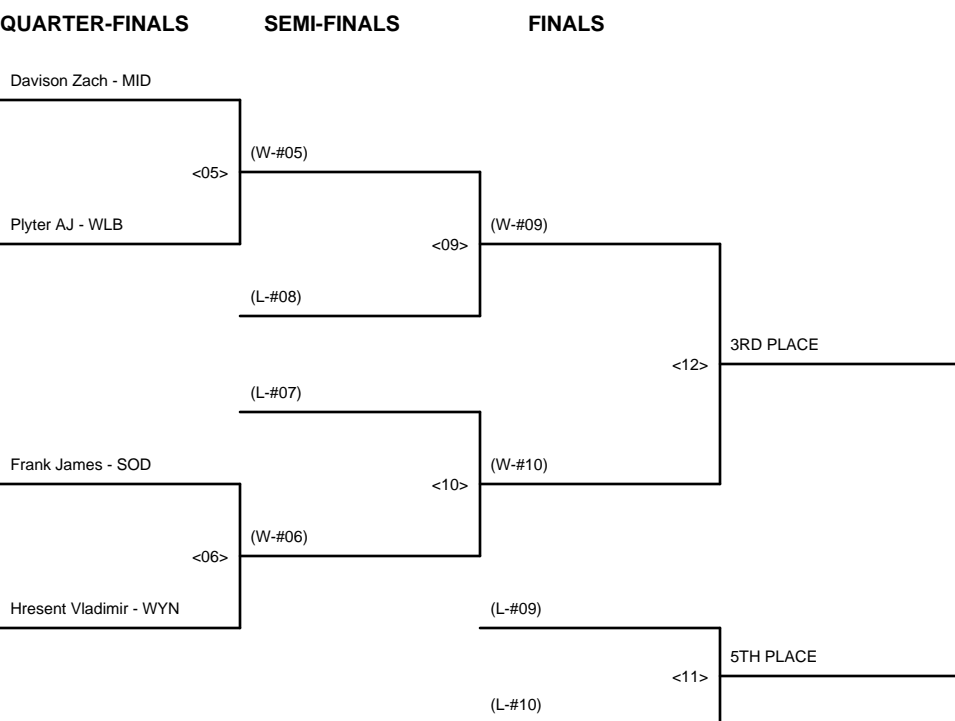 QUARTER-FINALS SEMI-FINALS FINALS
Davison Zach - MID
(W-#05)
<05>
Plyter AJ - WLB
(W-#09)
<09>
(L-#08)
3RD PLACE
<12>
(L-#07)
Frank James - SOD
(W-#10)
<10>
(W-#06)
<06>
Hresent Vladimir - WYN
(L-#09)
5TH PLACE
<11>
(L-#10)